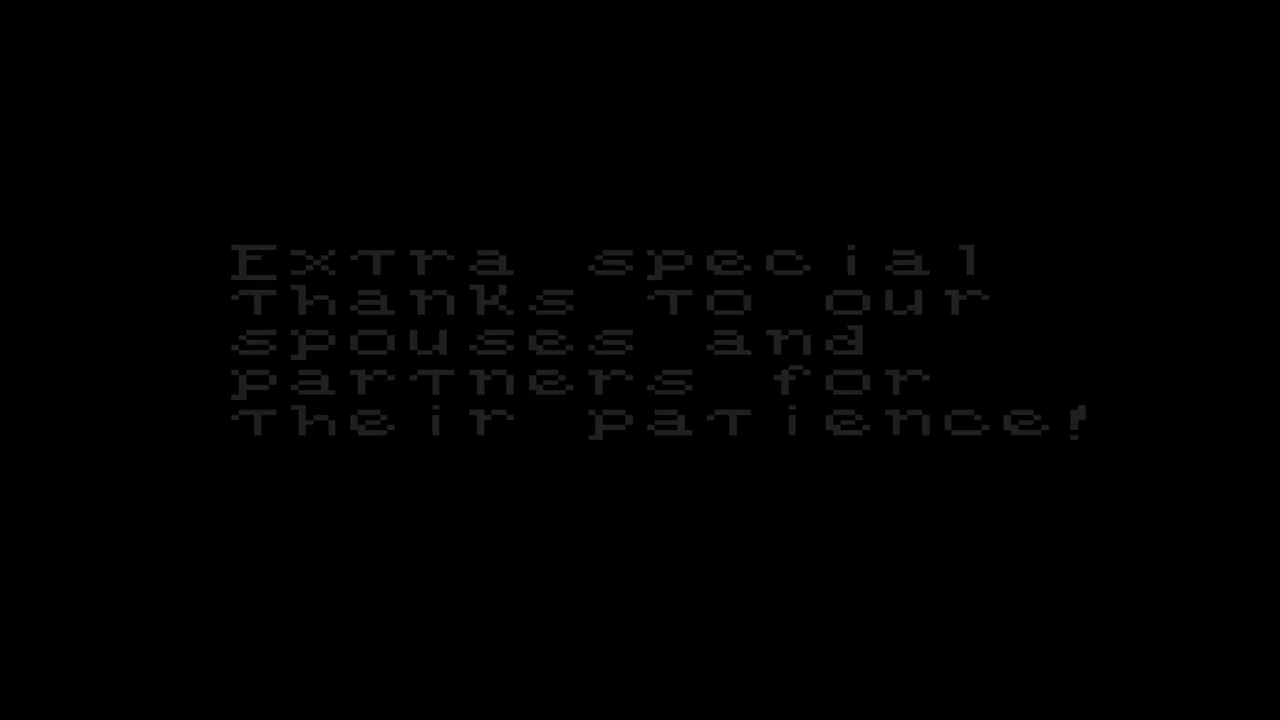 Extra special
thanks to our
spouses and
partners for
their patience!